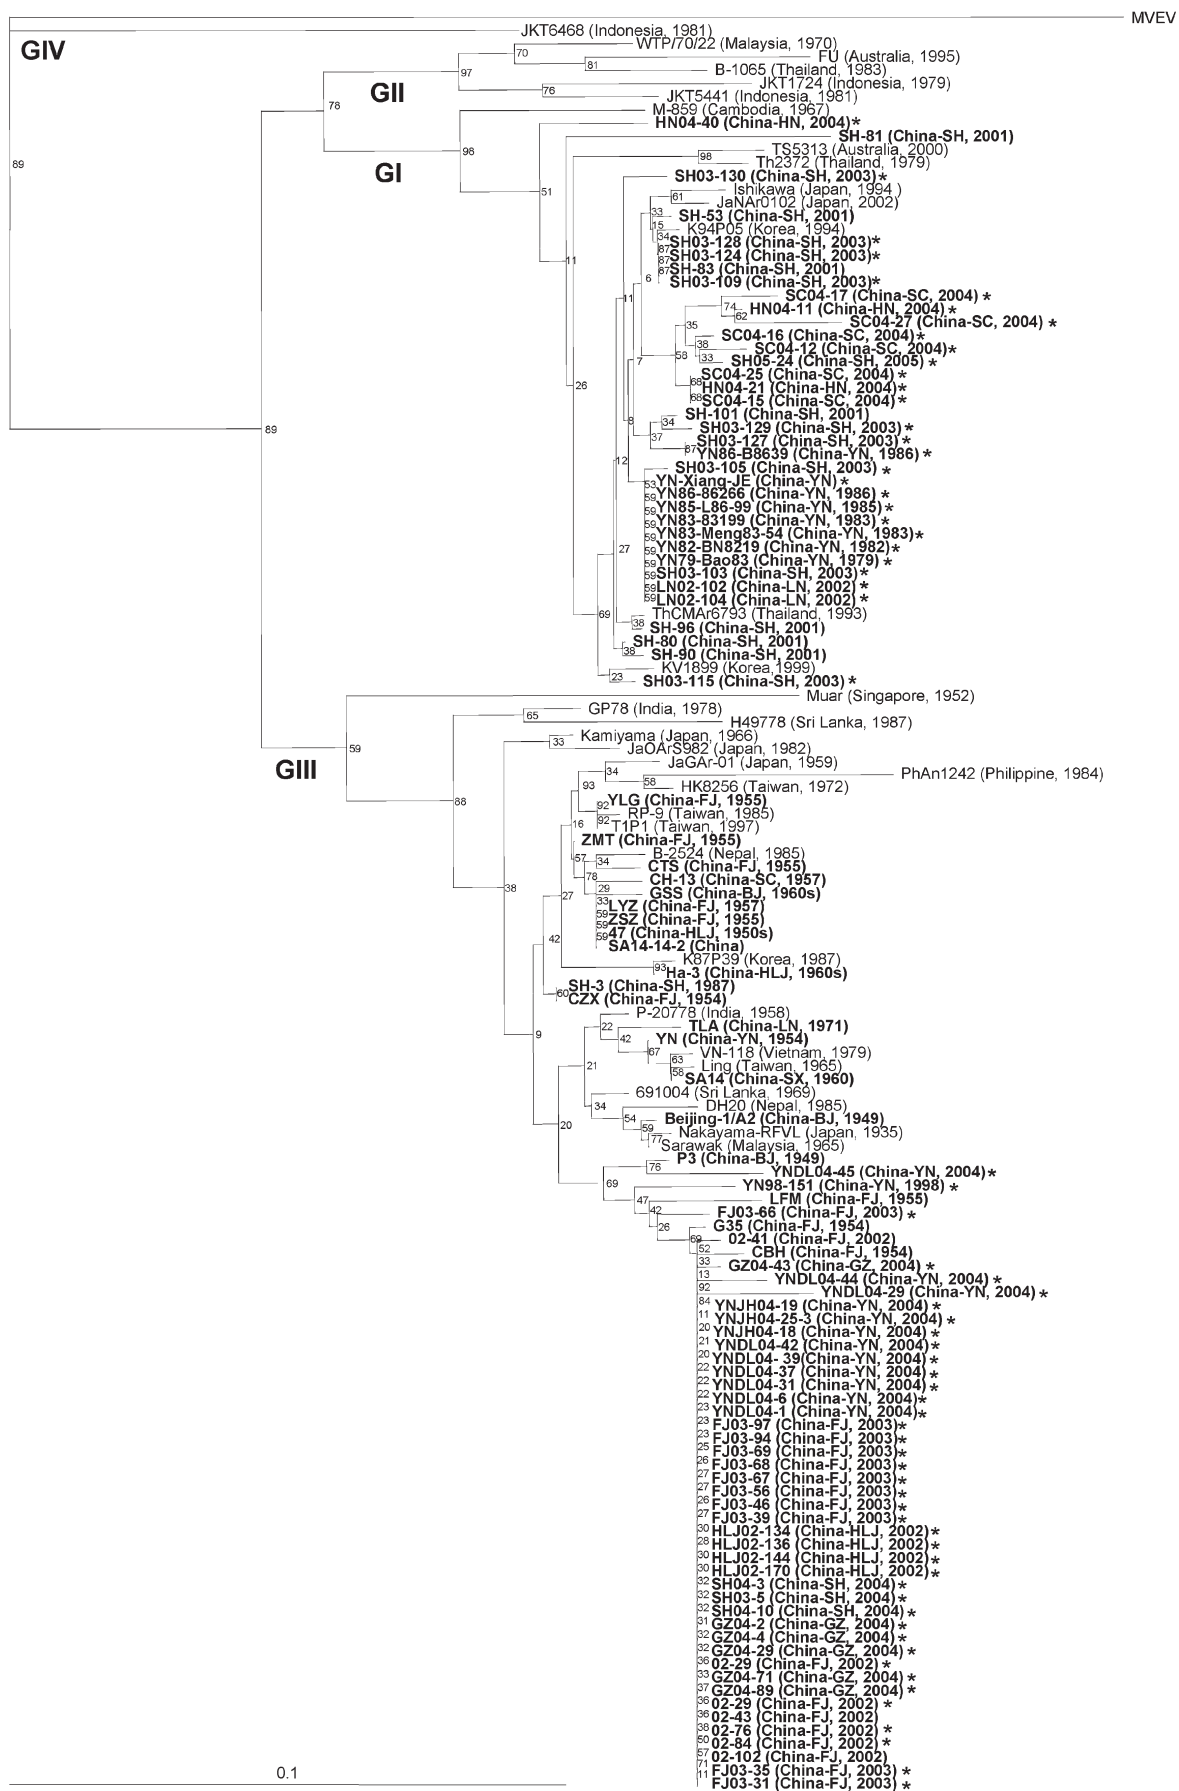 MVEV
JKT6468 (Indonesia, 1981)
GIV
WTP/70/22 (Malaysia, 1970)
70
FU (Australia, 1995)
81
B-1065 (Thailand, 1983)
97
JKT1724 (Indonesia, 1979)
GII
76
JKT5441 (Indonesia, 1981)
78
M-859 (Cambodia, 1967)
HN04-40 (China-HN, 2004)*
SH-81 (China-SH, 2001)
98
TS5313 (Australia, 2000)
98
89
Th2372 (Thailand, 1979)
GI
SH03-130 (China-SH, 2003)*
51
Ishikawa (Japan, 1994 )
61
JaNAr0102 (Japan, 2002)
33
SH-53 (China-SH, 2001)
15
K94P05 (Korea, 1994)
34
SH03-128 (China-SH, 2003)*
87
SH03-124 (China-SH, 2003)*
11
87
SH-83 (China-SH, 2001)
87
6
SH03-109 (China-SH, 2003)*
11
SC04-17 (China-SC, 2004)*
74
HN04-11 (China-HN, 2004)*
62
35
SC04-27 (China-SC, 2004)*
SC04-16 (China-SC, 2004)*
38
SC04-12 (China-SC, 2004)*
58
33
7
SH05-24 (China-SH, 2005)*
SC04-25 (China-SC, 2004)*
68
26
HN04-21 (China-HN, 2004)*
68
SC04-15 (China-SC, 2004)*
SH-101 (China-SH, 2001)
34
8
SH03-129 (China-SH, 2003)*
89
37
SH03-127 (China-SH, 2003)*
87
YN86-B8639 (China-YN, 1986)*
12
SH03-105 (China-SH, 2003)*
53
YN-Xiang-JE (China-YN)*
59
YN86-86266 (China-YN, 1986)*
59
YN85-L86-99 (China-YN, 1985)*
59
YN83-83199 (China-YN, 1983)*
59
YN83-Meng83-54 (China-YN, 1983)*
27
59
YN82-BN8219 (China-YN, 1982)*
59
YN79-Bao83 (China-YN, 1979)*
59
SH03-103 (China-SH, 2003)*
59
LN02-102 (China-LN, 2002)*
59
LN02-104 (China-LN, 2002)*
69
ThCMAr6793 (Thailand, 1993)
38
SH-96 (China-SH, 2001)
SH-80 (China-SH, 2001)
38
SH-90 (China-SH, 2001)
KV1899 (Korea,1999)
23
SH03-115 (China-SH, 2003)*
Muar (Singapore, 1952)
GP78 (India, 1978)
65
H49778 (Sri Lanka, 1987)
Kamiyama (Japan, 1966)
33
59
JaOArS982 (Japan, 1982)
GIII
JaGAr-01 (Japan, 1959)
34
PhAn1242 (Philippine, 1984)
58
93
HK8256 (Taiwan, 1972)
88
92
YLG (China-FJ, 1955)
RP-9 (Taiwan, 1985)
92
16
T1P1 (Taiwan, 1997)
ZMT (China-FJ, 1955)
B-2524 (Nepal, 1985)
57
34
CTS (China-FJ, 1955)
78
CH-13 (China-SC, 1957)
38
29
27
GSS (China-BJ, 1960s)
33
LYZ (China-FJ, 1957)
59
ZSZ (China-FJ, 1955)
59
47 (China-HLJ, 1950s)
59
42
SA14-14-2 (China)
K87P39 (Korea, 1987)
93
Ha-3 (China-HLJ, 1960s)
SH-3 (China-SH, 1987)
60
CZX (China-FJ, 1954)
P-20778 (India, 1958)
22
TLA (China-LN, 1971)
9
42
YN (China-YN, 1954)
67
VN-118 (Vietnam, 1979)
63
21
Ling (Taiwan, 1965)
58
SA14 (China-SX, 1960)
691004 (Sri Lanka, 1969)
34
DH20 (Nepal, 1985)
54
Beijing-1/A2 (China-BJ, 1949)
20
59
Nakayama-RFVL (Japan, 1935)
77
Sarawak (Malaysia, 1965)
P3 (China-BJ, 1949)
76
YNDL04-45 (China-YN, 2004)*
69
YN98-151 (China-YN, 1998)*
47
LFM (China-FJ, 1955)
42
FJ03-66 (China-FJ, 2003)*
26
G35 (China-FJ, 1954)
69
02-41 (China-FJ, 2002)
52
CBH (China-FJ, 1954)
33
GZ04-43 (China-GZ, 2004)*
13
YNDL04-44 (China-YN, 2004)*
92
YNDL04-29 (China-YN, 2004)*
84
YNJH04-19 (China-YN, 2004)*
11
YNJH04-25-3 (China-YN, 2004)*
20
YNJH04-18 (China-YN, 2004)*
21
YNDL04-42 (China-YN, 2004)*
20
YNDL04- 39(China-YN, 2004)*
22
YNDL04-37 (China-YN, 2004)*
22
YNDL04-31 (China-YN, 2004)*
22
YNDL04-6 (China-YN, 2004)*
23
YNDL04-1 (China-YN, 2004)*
23
FJ03-97 (China-FJ, 2003)*
23
FJ03-94 (China-FJ, 2003)*
25
FJ03-69 (China-FJ, 2003)*
26
FJ03-68 (China-FJ, 2003)*
27
FJ03-67 (China-FJ, 2003)*
27
FJ03-56 (China-FJ, 2003)*
26
FJ03-46 (China-FJ, 2003)*
27
FJ03-39 (China-FJ, 2003)*
30
HLJ02-134 (China-HLJ, 2002)*
28
HLJ02-136 (China-HLJ, 2002)*
30
HLJ02-144 (China-HLJ, 2002)*
30
HLJ02-170 (China-HLJ, 2002)*
32
SH04-3 (China-SH, 2004)*
32
SH03-5 (China-SH, 2004)*
32
SH04-10 (China-SH, 2004)*
31
GZ04-2 (China-GZ, 2004)*
32
GZ04-4 (China-GZ, 2004)*
32
GZ04-29 (China-GZ, 2004)*
36
02-29 (China-FJ, 2002)*
33
GZ04-71 (China-GZ, 2004)*
37
GZ04-89 (China-GZ, 2004)*
36
02-29 (China-FJ, 2002) *
36
02-43 (China-FJ, 2002)
38
02-76 (China-FJ, 2002)*
50
02-84 (China-FJ, 2002)*
57
02-102 (China-FJ, 2002)
71
FJ03-35 (China-FJ, 2003)*
11
FJ03-31 (China-FJ, 2003)*
0.1